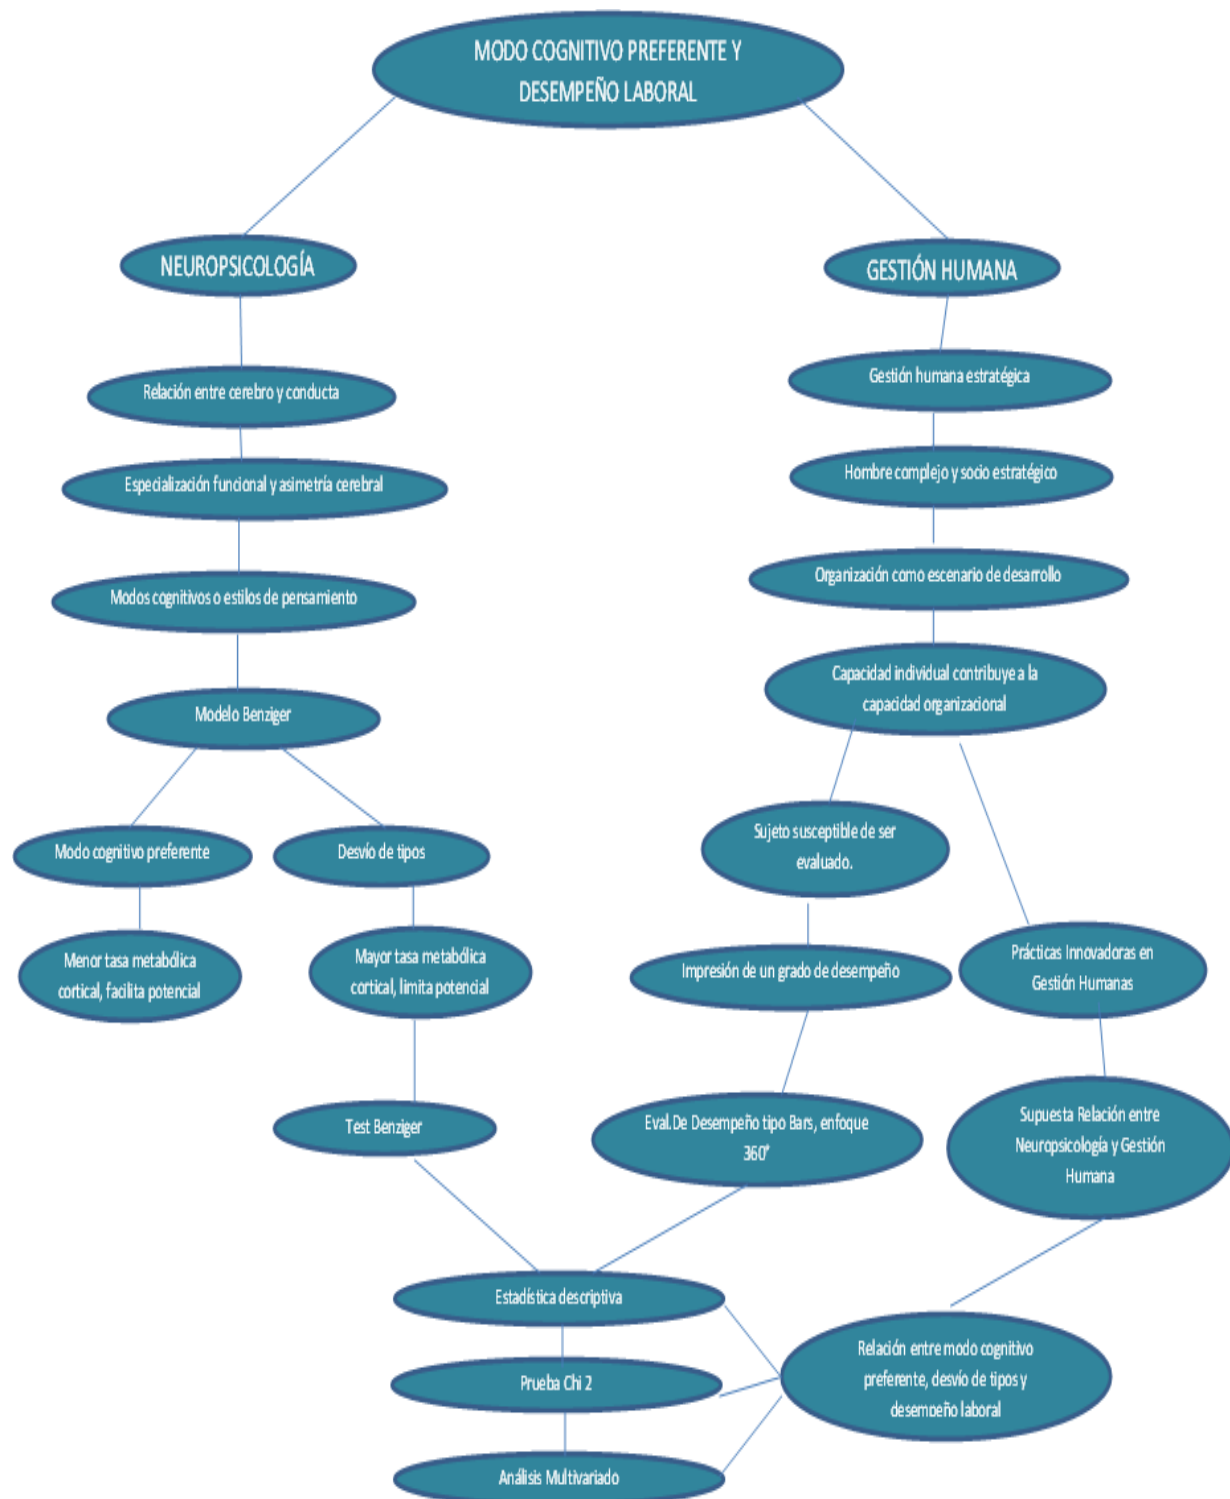 MODO COGNITIVO PREFERENTE Y
DESEMPEÑO LABORAL
NEUROPSICOLOGÍA
GESTIÓN HUMANA
Relación entre cerebro y conducta
Gestión humana estratégica
Especialización funcional y asimetría cerebral
Hombre complejo y socio estratégico
Modos cognitivos o estilos de pensamiento
Organización como escenario de desarrollo
Modelo Benziger
Capacidad individual contribuye a la
capacidad organizacional
Modo cognitivo preferente
Desvío de tipos
Sujeto susceptible de ser
evaluado.
Menor tasa metabólica
cortical, facilita potencial
Mayor tasa metabólica
cortical, limita potencial
Impresión de un grado de desempeño
Prácticas Innovadoras en
Gestión Humanas
Test Benziger
Eval.De Desempeño tipo Bars, enfoque
360°
Supuesta Relación entre
Neuropsicología y Gestión
Humana
Estadística descriptiva
Prueba Chi 2
Análisis Multivariado
Relación entre modo cognitivo
preferente, desvío de tipos y
desempeño laboral